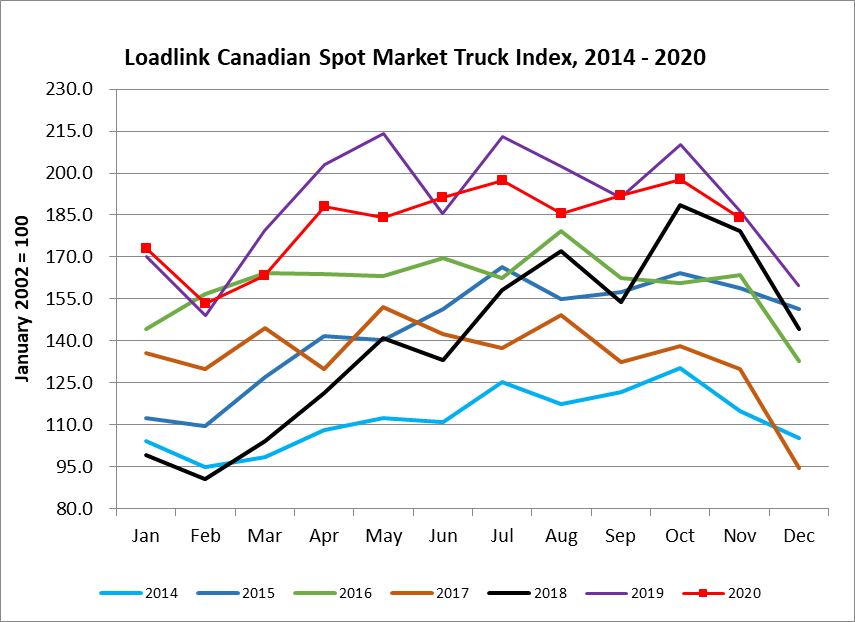 Loadlink Canadian Spot Market Truck Index, 2014 - 2020
January 2002 = 100
230.0
215.0
200.0
185.0
170.0
155.0
140.0
125.0
110.0
95.0
80.0
Jan Feb Mar Apr May Jun Jul Aug Sep Oct Nov Dec
2014 2015 2016 2017 2018 2019 2020